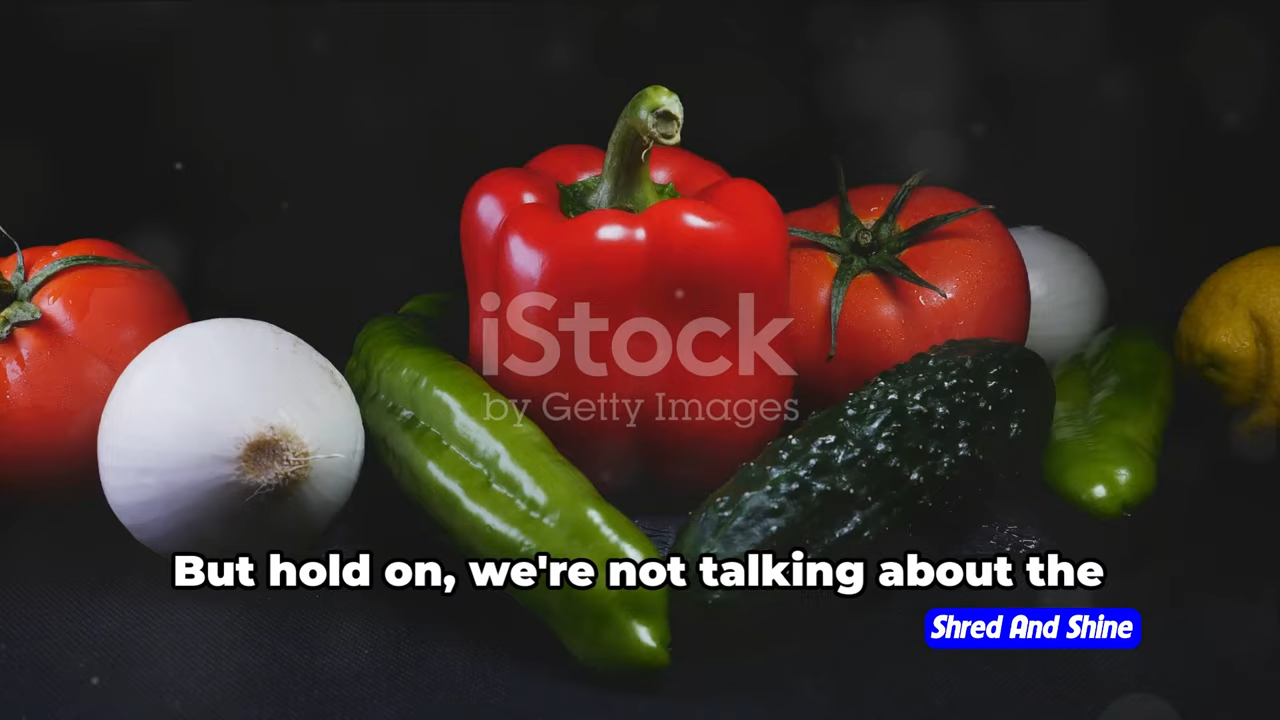 iStock
by Getty Images
But hold on, we're not talking about the
Shred And Shine